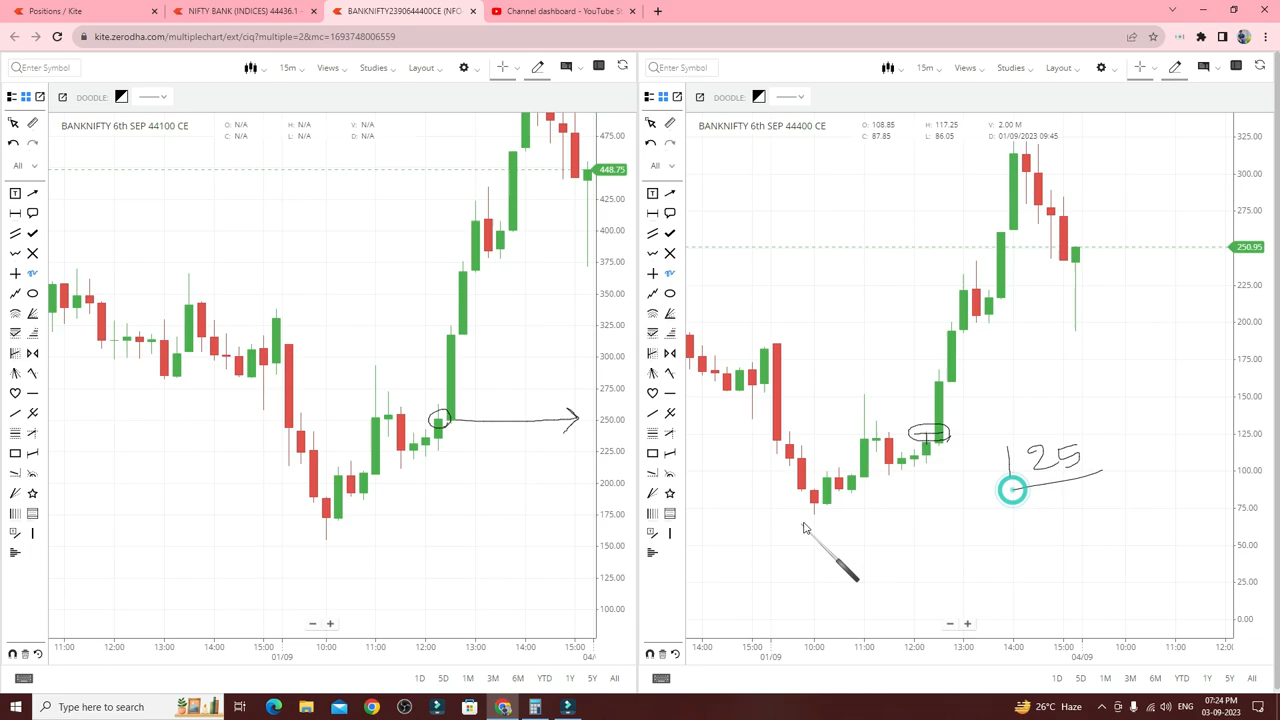 Positions / Kite
NIFTY BANK (INDICES) 44436.1 -
BANKNIFTY2390644400CE (NFO-
Channel dashboard - YouTube St
kite.zerodha.com/multiplechart/ext/ciq?multiple=2&mc=1693748006559
Enter Symbol
15m
Views
Studies
Layout
Enter Symbol
15m
Views
Studies
Layout
DOODLE:
DOODLE:
BANKNIFTY 6th SEP 44100 CE
O: N/A
H: N/A
V: N/A
C: N/A
L: N/A
D: N/A
BANKNIFTY 6th SEP 44400 CE
O: 108.85
H: 117.25
V: 2.00 M
C: 87.85
L: 86.05
D: 01/09/2023 09:45
All
All
475.00
448.75
425.00
400.00
375.00
350.00
325.00
300.00
275.00
250.00
225.00
200.00
175.00
150.00
125.00
100.00
325.00
300.00
275.00
250.95
225.00
200.00
175.00
150.00
125.00
100.00
75.00
50.00
25.00
0.00
125
11:00 12:00 13:00 14:00 15:00 10:00 11:00 12:00 13:00 14:00 15:00
01/09 04/
14:00 15:00 10:00 11:00 12:00 13:00 14:00 15:00 10:00 11:00 12:0
01/09 04/09
1D 5D 1M 3M 6M YTD 1Y 5Y All
1D 5D 1M 3M 6M YTD 1Y 5Y All
Type here to search
26°C Haze
ENG
07:24 PM
03-09-2023